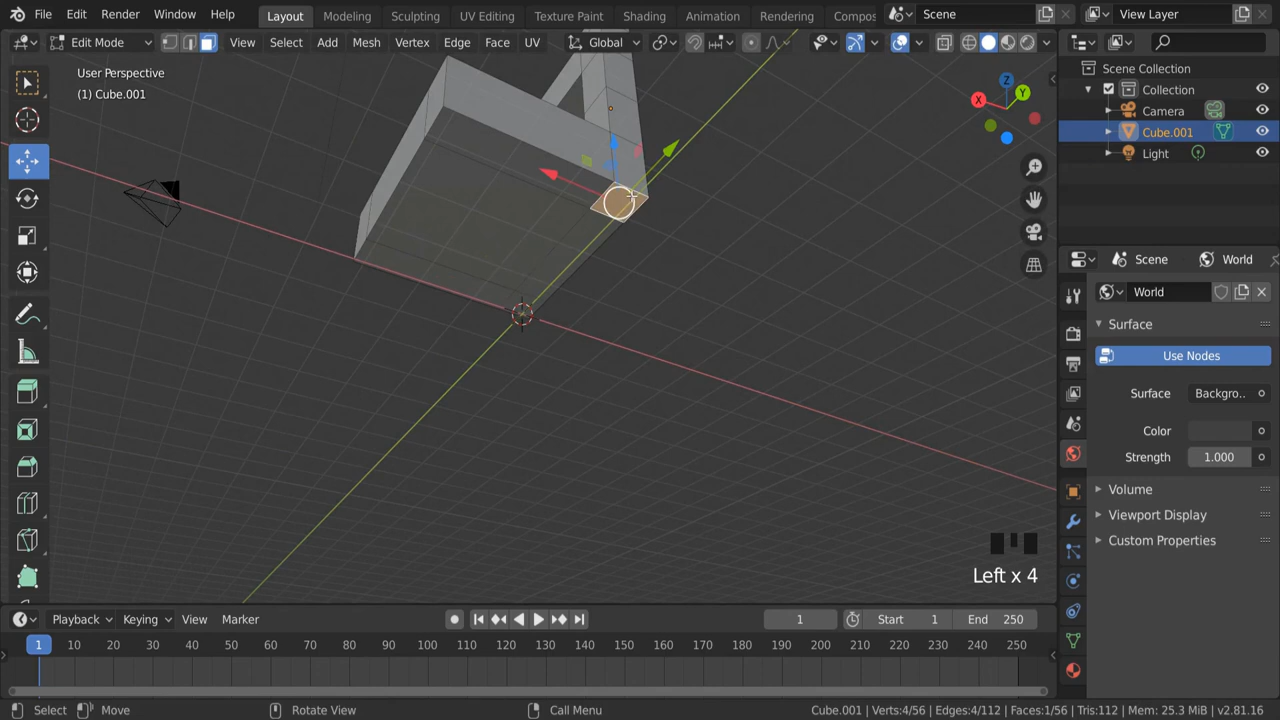 File Edit Render Window Help Layout Modeling Sculpting UV Editing Texture Paint Shading Animation Rendering Compos Scene View Layer
Edit Mode View Select Add Mesh Vertex Edge Face UV Global
User Perspective
(1) Cube.001
Z
Y
X
Scene Collection
Collection
Camera
Cube.001
Light
Scene World
World
Surface
Use Nodes
Surface Backgro..
Color
Strength 1.000
Volume
Viewport Display
Custom Properties
Left x 4
Playback Keying View Marker 1 Start 1 End 250
1 10 20 30 40 50 60 70 80 90 100 110 120 130 140 150 160 170 180 190 200 210 220 230 240 250
Select Move Rotate View Call Menu Cube.001 | Verts:4/56 | Edges:4/112 | Faces:1/56 | Tris:112 | Mem: 25.3 MiB | v2.81.16